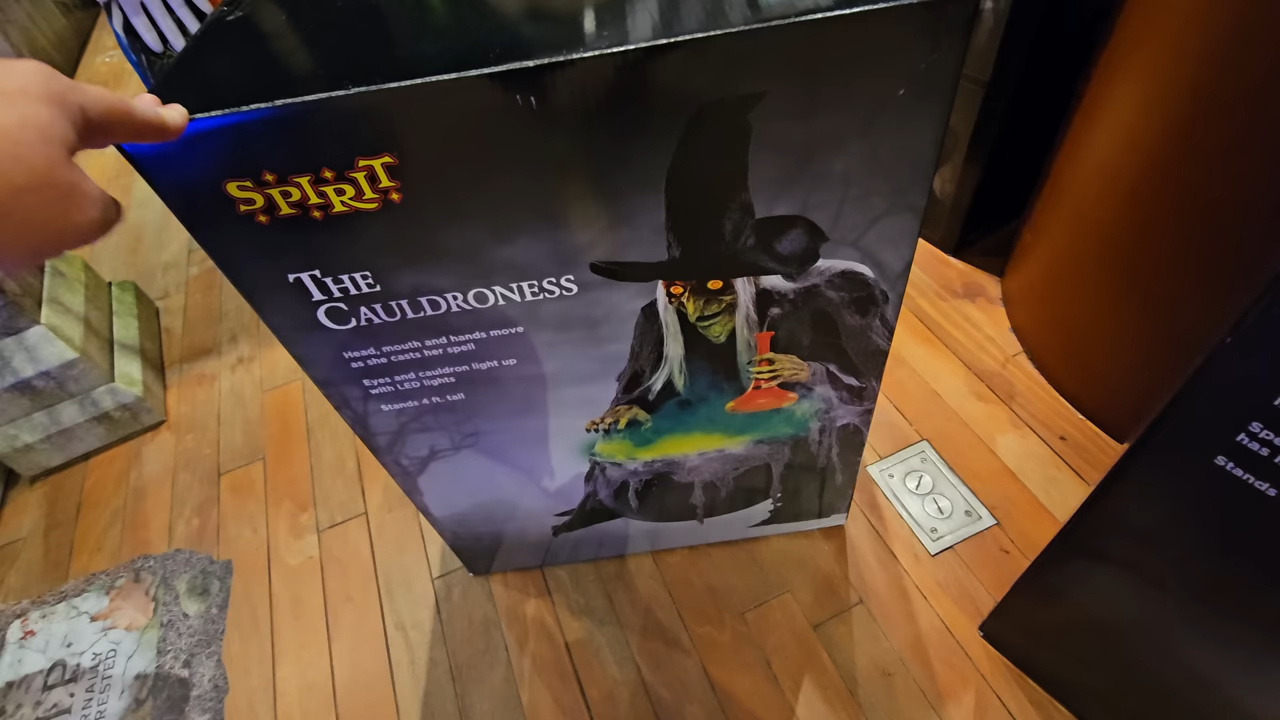 SPIRIT
THE
CAULDRONESS
Head, mouth and hands move
as she casts her spell
Eyes and cauldron light up
with LED lights
Stands 4 ft. tall
has
Stands